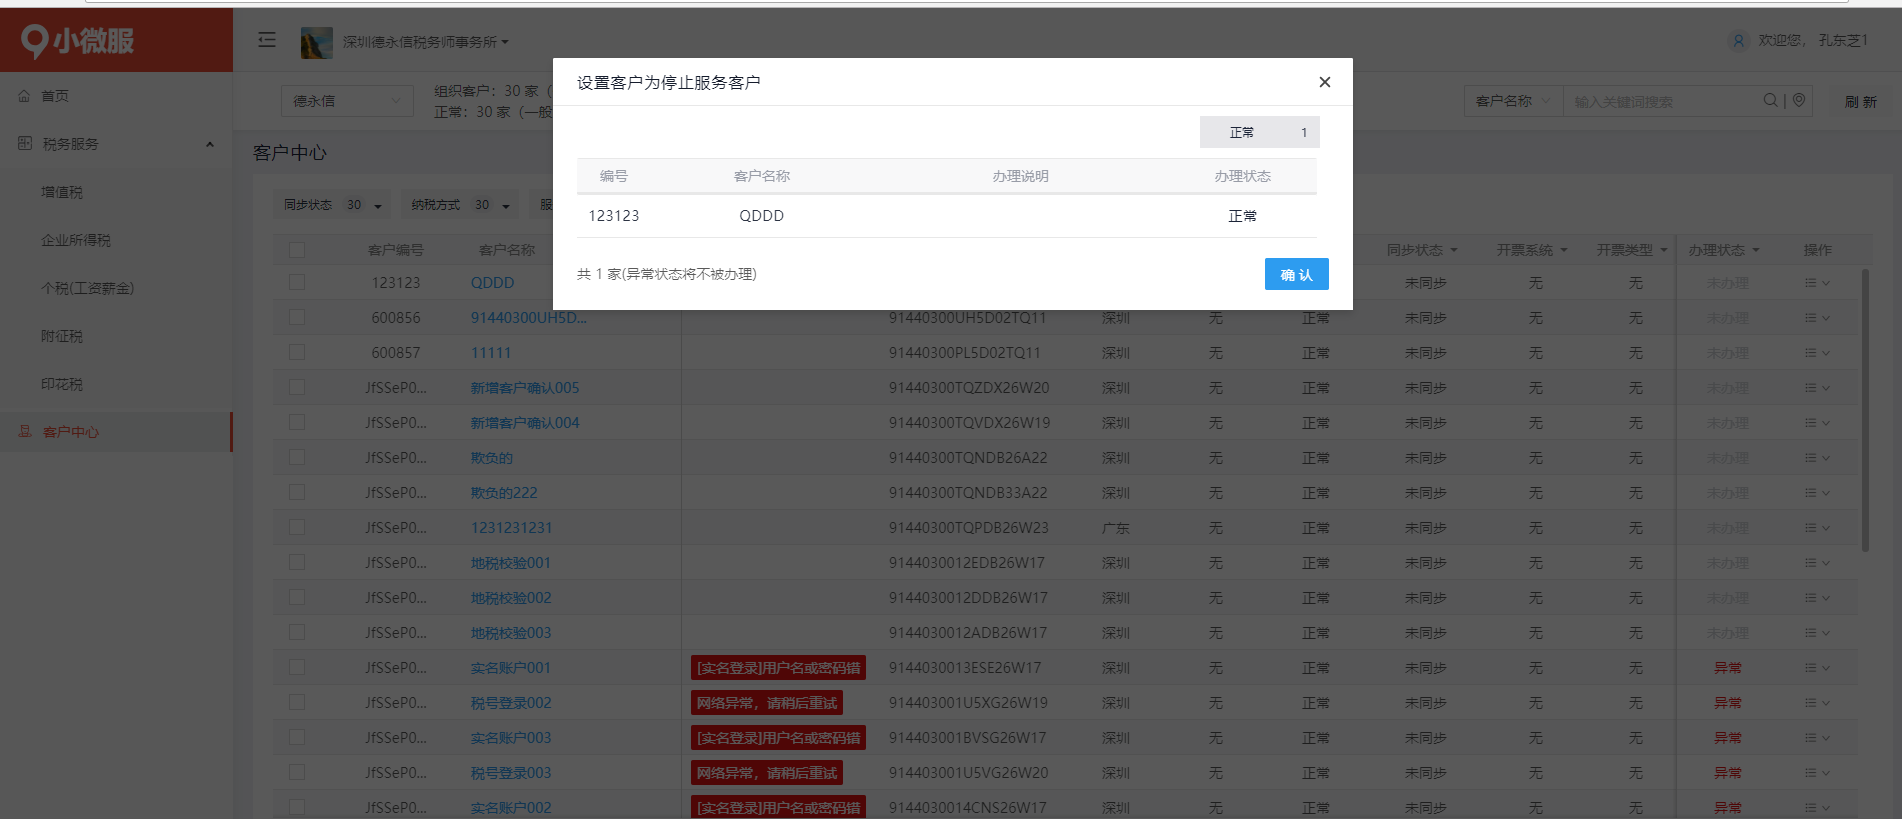 小微服
深圳德永信税务师事务所
欢迎您， 孔东芝1
首页
税务服务
增值税
企业所得税
个税(工资薪金)
附征税
印花税
客户中心
德永信
组织客户：30 家（
正常：30 家（一般
客户名称
输入关键词搜索
刷 新
客户中心
同步状态 30
纳税方式 30
服
设置客户为停止服务客户
正常 1
编号 客户名称 办理说明 办理状态
123123 QDDD 正常
共 1 家(异常状态将不被办理)
确 认
客户编号 客户名称 同步状态 开票系统 开票类型 办理状态 操作
123123 QDDD 未同步 无 无 未办理
600856 91440300UH5D... 91440300UH5D02TQ11 深圳 无 正常 未同步 无 无 未办理
600857 11111 91440300PL5D02TQ11 深圳 无 正常 未同步 无 无 未办理
JfSSeP0... 新增客户确认005 91440300TQZDX26W20 深圳 无 正常 未同步 无 无 未办理
JfSSeP0... 新增客户确认004 91440300TQVDX26W19 深圳 无 正常 未同步 无 无 未办理
JfSSeP0... 欺负的 91440300TQNDB26A22 深圳 无 正常 未同步 无 无 未办理
JfSSeP0... 欺负的222 91440300TQNDB33A22 深圳 无 正常 未同步 无 无 未办理
JfSSeP0... 1231231231 91440300TQPDB26W23 广东 无 正常 未同步 无 无 未办理
JfSSeP0... 地税校验001 9144030012EDB26W17 深圳 无 正常 未同步 无 无 未办理
JfSSeP0... 地税校验002 9144030012DDB26W17 深圳 无 正常 未同步 无 无 未办理
JfSSeP0... 地税校验003 9144030012ADB26W17 深圳 无 正常 未同步 无 无 未办理
JfSSeP0... 实名账户001 [实名登录]用户名或密码错 9144030013ESE26W17 深圳 无 正常 未同步 无 无 异常
JfSSeP0... 税号登录002 网络异常，请稍后重试 914403001U5XG26W19 深圳 无 正常 未同步 无 无 异常
JfSSeP0... 实名账户003 [实名登录]用户名或密码错 914403001BVSG26W17 深圳 无 正常 未同步 无 无 异常
JfSSeP0... 税号登录003 网络异常，请稍后重试 914403001U5VG26W20 深圳 无 正常 未同步 无 无 异常
JfSSeP0... 实名账户002 [实名登录]用户名或密码错 9144030014CNS26W17 深圳 无 正常 未同步 无 无 异常